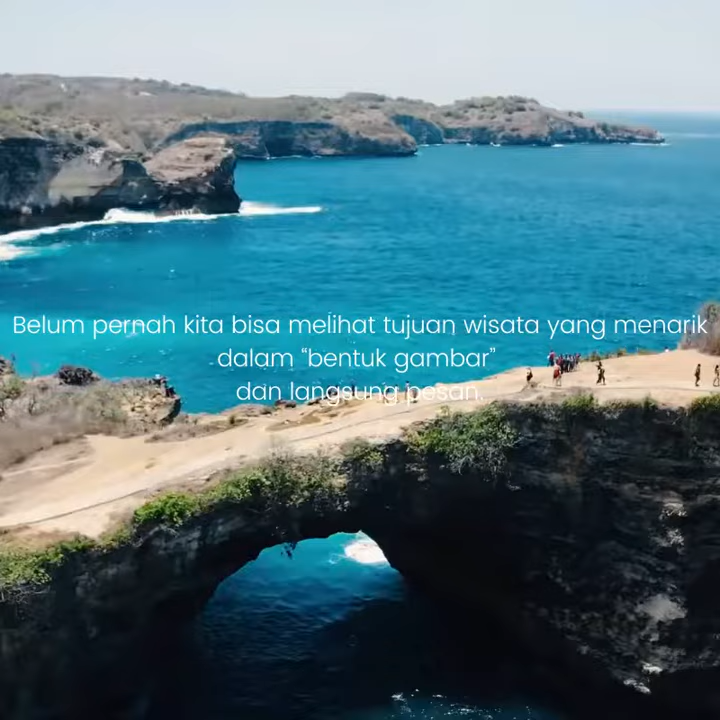 Belum pernah kita bisa melihat tujuan wisata yang menarik
dalam “bentuk gambar”
dan langsung pesan.